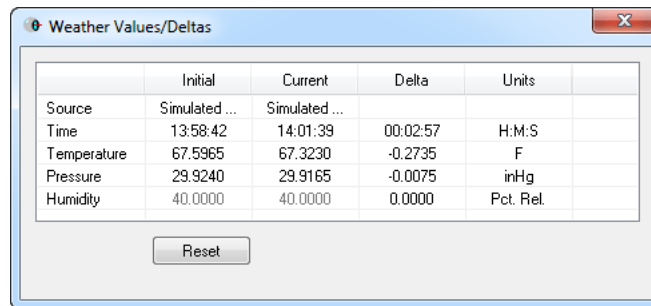 Weather Values/Deltas
Initial Current Delta Units
Source Simulated ... Simulated ...
Time 13:58:42 14:01:39 00:02:57 H:M:S
Temperature 67.5965 67.3230 -0.2735 F
Pressure 29.9240 29.9165 -0.0075 inHg
Humidity 40.0000 40.0000 0.0000 Pct. Rel.
Reset